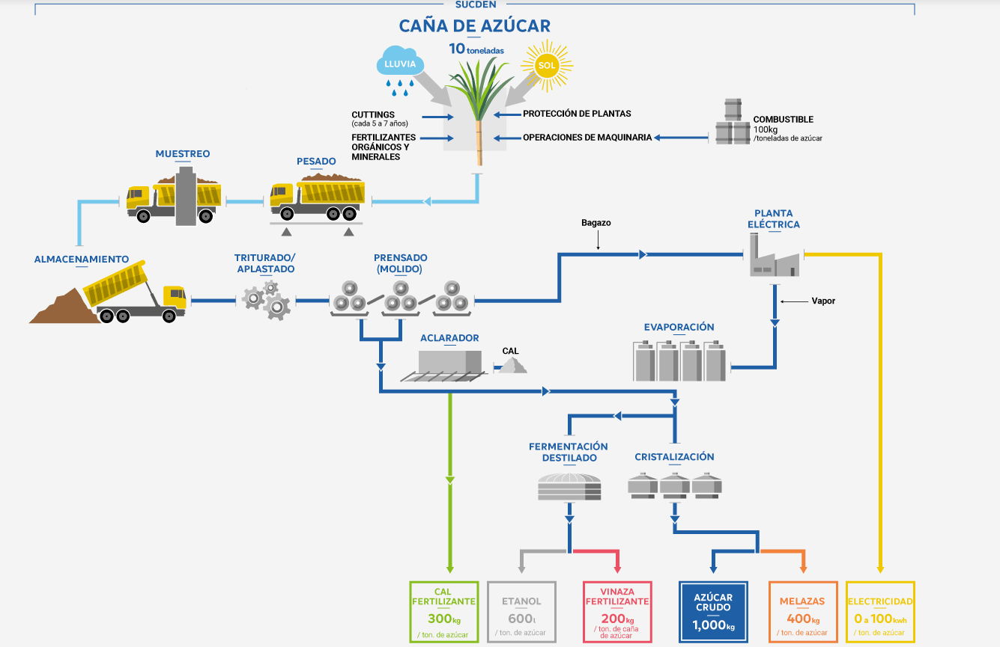 SUCDEN
CAÑA DE AZÚCAR
10 toneladas
LLUVIA
SOL
CUTTINGS
(cada 5 a 7 años)
FERTILIZANTES
ORGÁNICOS Y
MINERALES
PROTECCIÓN DE PLANTAS
OPERACIONES DE MAQUINARIA
COMBUSTIBLE
100kg
/toneladas de azúcar
MUESTREO
PESADO
ALMACENAMIENTO
TRITURADO/
APLASTADO
PRENSADO
(MOLIDO)
Bagazo
PLANTA
ELÉCTRICA
Vapor
EVAPORACIÓN
ACLARADOR
CAL
FERMENTACIÓN
DESTILADO
CRISTALIZACIÓN
CAL
FERTILIZANTE
300kg
/ ton. de azúcar
ETANOL
600l
/ ton. de azúcar
VINAZA
FERTILIZANTE
200kg
/ ton. de caña
de azúcar
AZÚCAR
CRUDO
1,000kg
MELAZAS
400kg
/ ton. de azúcar
ELECTRICIDAD
0 a 100kwh
/ ton. de azúcar